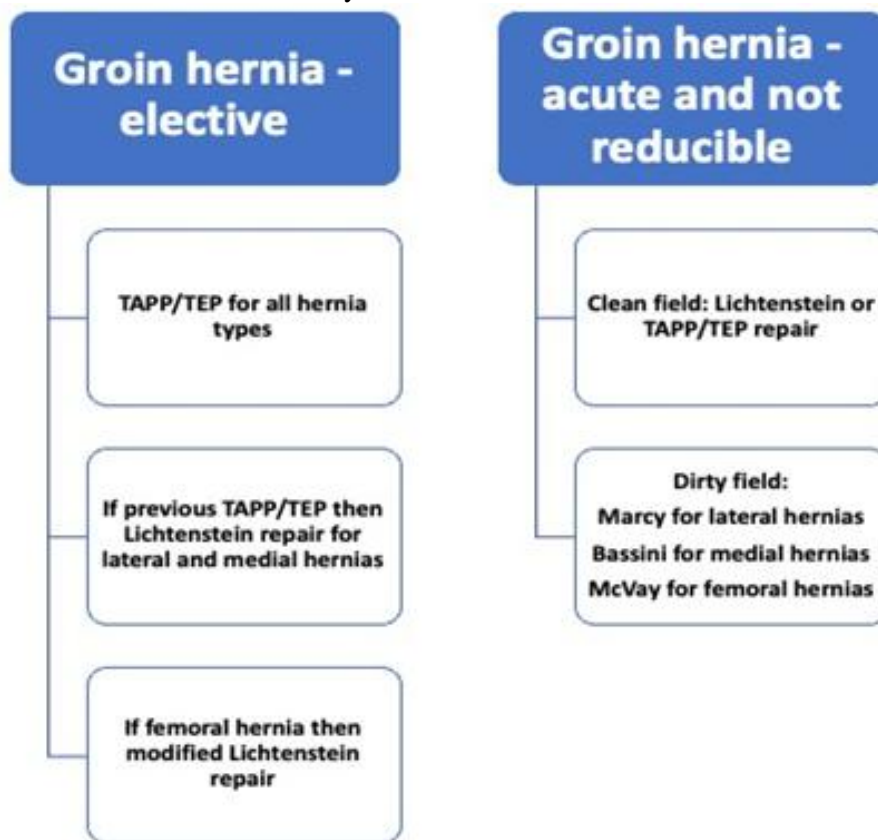 Groin hernia -
elective
TAPP/TEP for all hernia
types
If previous TAPP/TEP then
Lichtenstein repair for
lateral and medial hernias
If femoral hernia then
modified Lichtenstein
repair
Groin hernia -
acute and not
reducible
Clean field: Lichtenstein or
TAPP/TEP repair
Dirty field:
Marcy for lateral hernias
Bassini for medial hernias
McVay for femoral hernias